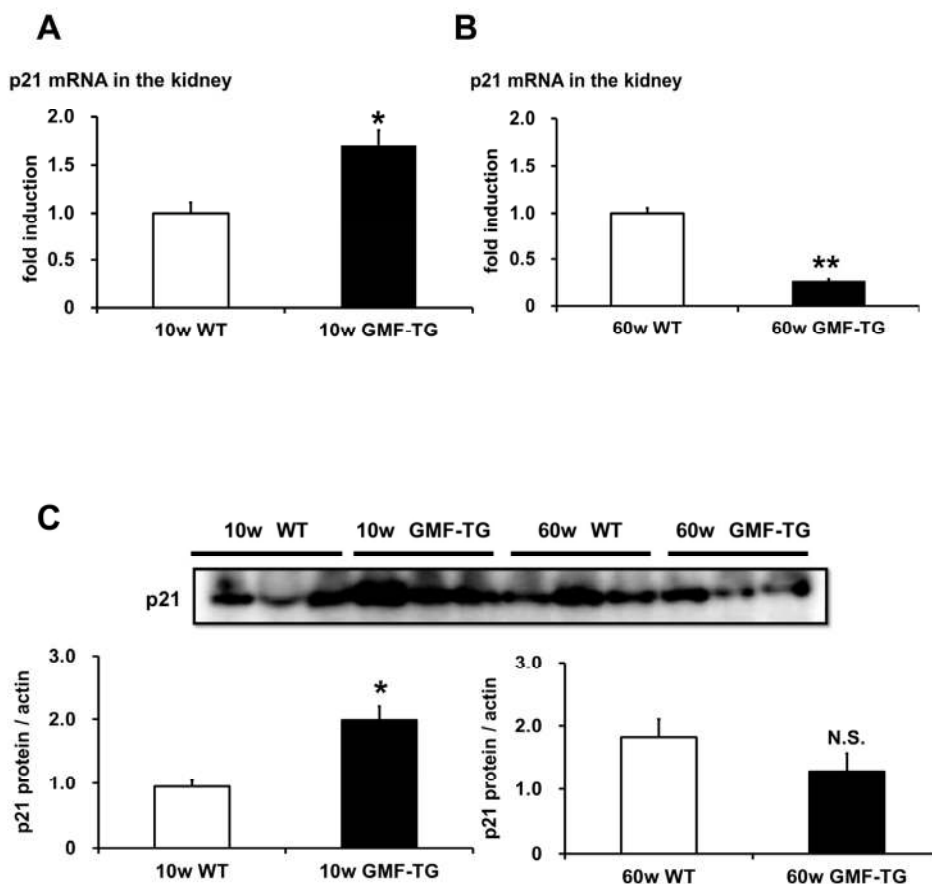 A
p21 mRNA in the kidney
fold induction
2.0
1.5
1.0
0.5
0
*
10w WT 10w GMF-TG
B
p21 mRNA in the kidney
fold induction
2.0
1.5
1.0
0.5
0
**
60w WT 60w GMF-TG
C
10w WT 10w GMF-TG 60w WT 60w GMF-TG
p21
p21 protein / actin
3.0
2.0
1.0
0
*
10w WT 10w GMF-TG
p21 protein / actin
3.0
2.0
1.0
0
N.S.
60w WT 60w GMF-TG